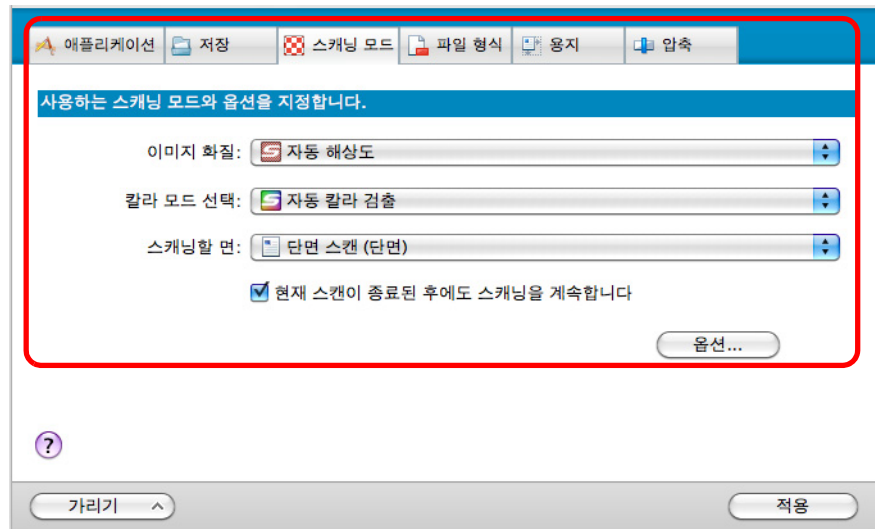 애플리케이션 저장 스캐닝 모드 파일 형식 용지 압축
사용하는 스캐닝 모드와 옵션을 지정합니다.
이미지 화질: 자동 해상도
칼라 모드 선택: 자동 칼라 검출
스캐닝할 면: 단면 스캔 (단면)
현재 스캔이 종료된 후에도 스캐닝을 계속합니다
옵션...
?
가리기 적용